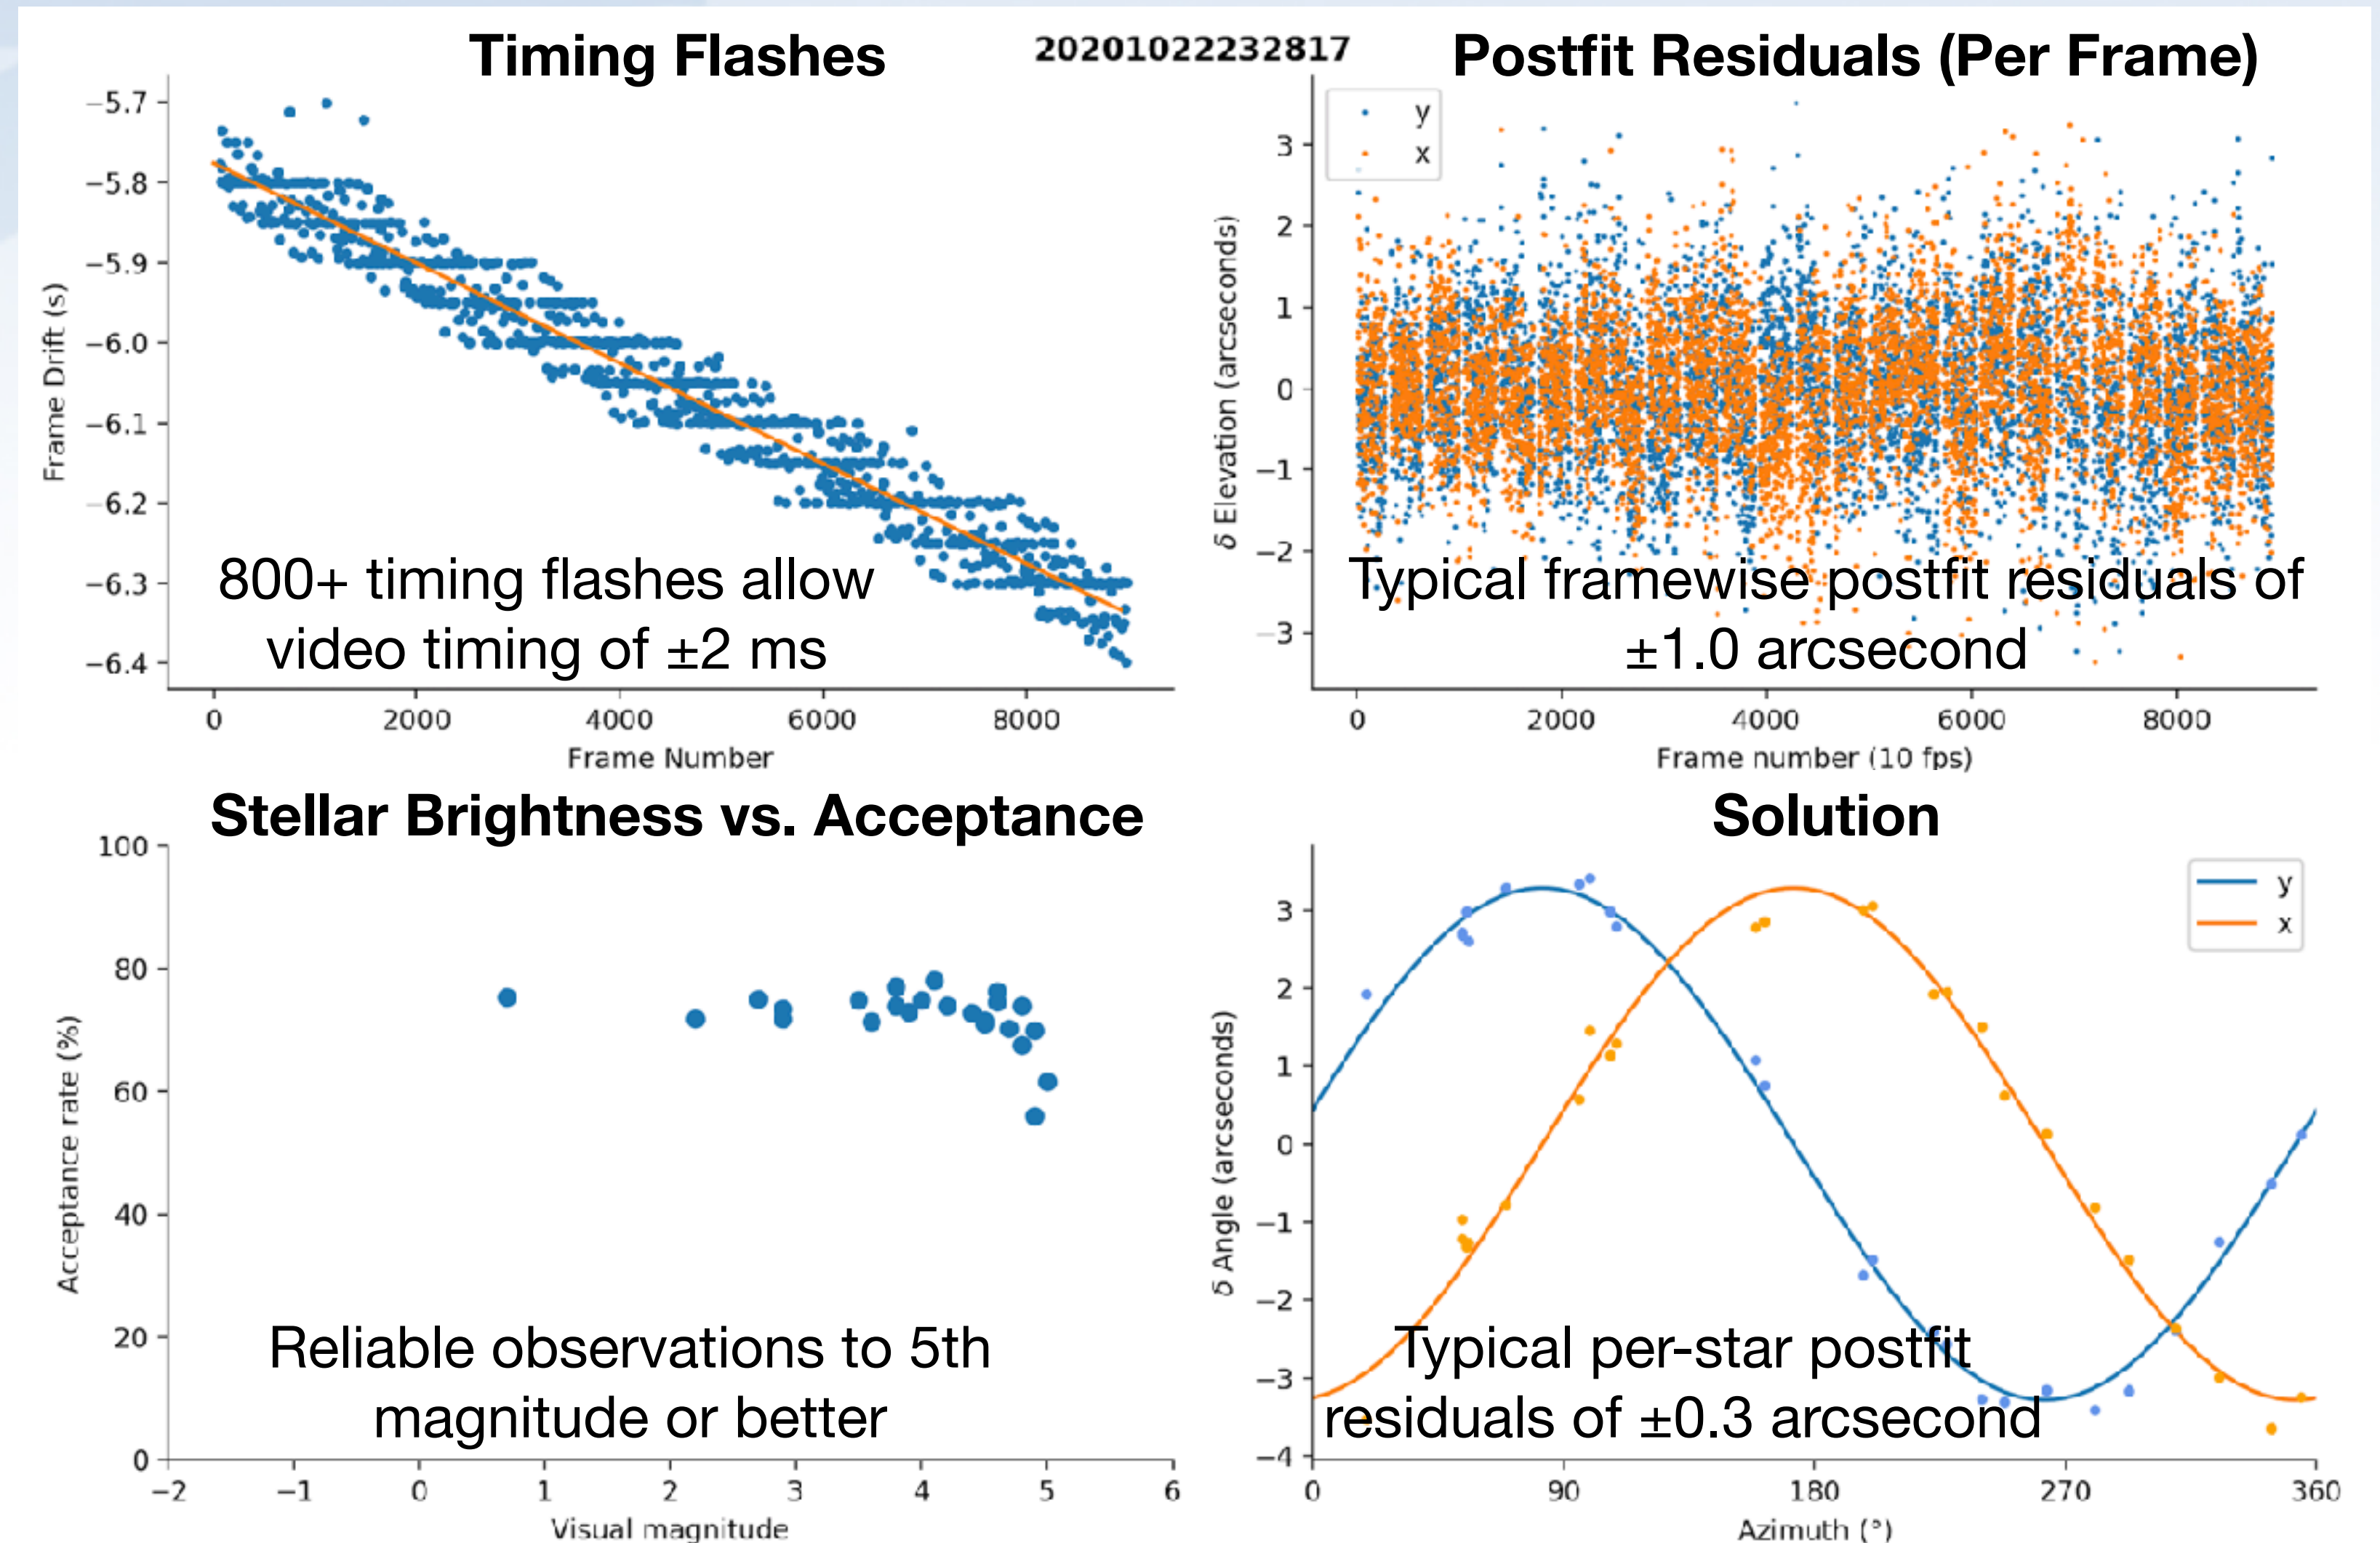 Timing Flashes
20201022232817
Postfit Residuals (Per Frame)
−5.7
−5.8
−5.9
−6.0
−6.1
−6.2
−6.3
−6.4
Frame Drift (s)
800+ timing flashes allow
video timing of ±2 ms
0 2000 4000 6000 8000
Frame Number
y
x
3
2
1
0
−1
−2
−3
δ Elevation (arcseconds)
Typical framewise postfit residuals of
±1.0 arcsecond
0 2000 4000 6000 8000
Frame number (10 fps)
Stellar Brightness vs. Acceptance
100
80
60
40
20
0
Acceptance rate (%)
Reliable observations to 5th
magnitude or better
−2 −1 0 1 2 3 4 5 6
Visual magnitude
Solution
y
x
3
2
1
0
−1
−2
−3
−4
δ Angle (arcseconds)
Typical per-star postfit
residuals of ±0.3 arcsecond
0 90 180 270 360
Azimuth (°)